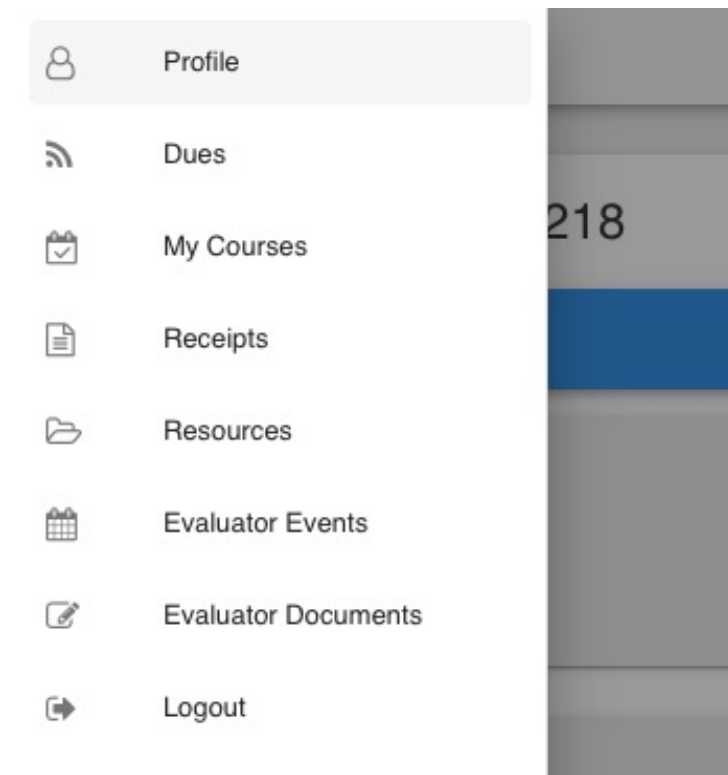 Profile
Dues
218
My Courses
Receipts
Resources
Evaluator Events
Evaluator Documents
Logout